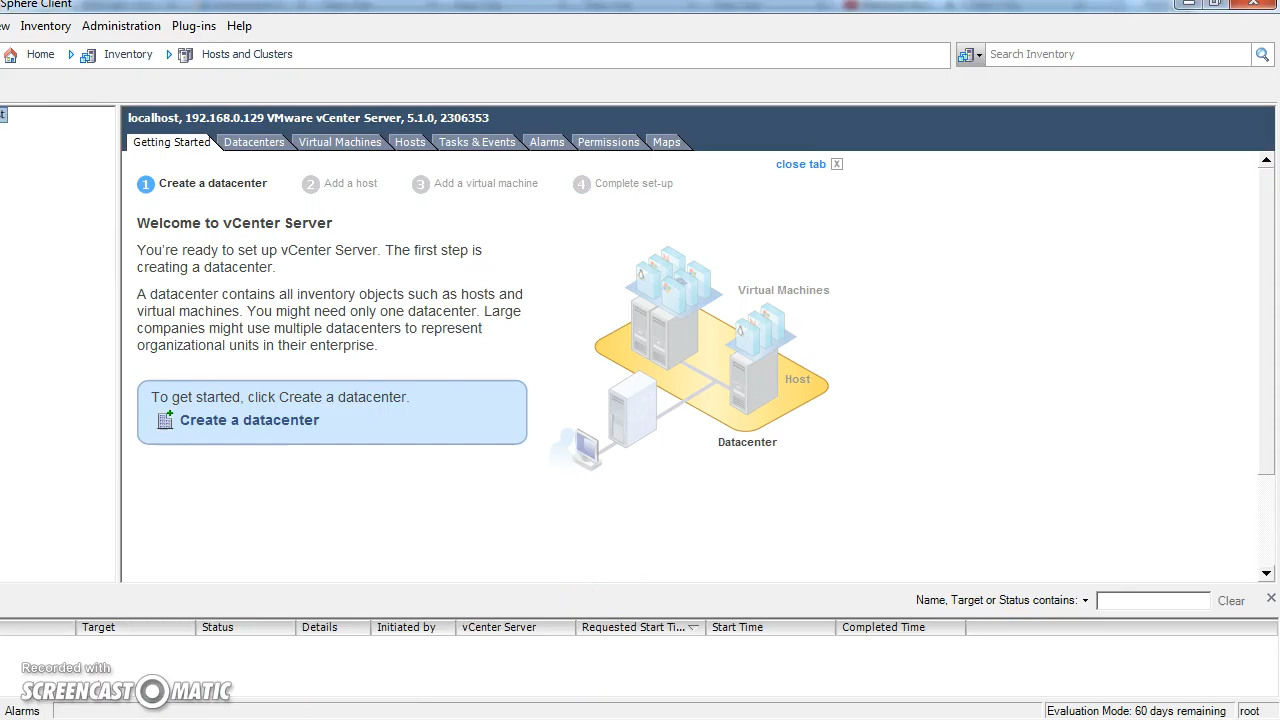 Sphere Client
Inventory Administration Plug-ins Help
Home Inventory Hosts and Clusters Search Inventory
localhost, 192.168.0.129 VMware vCenter Server, 5.1.0, 2306353
Getting Started Datacenters Virtual Machines Hosts Tasks & Events Alarms Permissions Maps
close tab X
1 Create a datacenter 2 Add a host 3 Add a virtual machine 4 Complete set-up
Welcome to vCenter Server
You're ready to set up vCenter Server. The first step is
creating a datacenter.
A datacenter contains all inventory objects such as hosts and
virtual machines. You might need only one datacenter. Large
companies might use multiple datacenters to represent
organizational units in their enterprise.
To get started, click Create a datacenter.
Create a datacenter
Virtual Machines
Host
Datacenter
Name, Target or Status contains: Clear
Target Status Details Initiated by vCenter Server Requested Start Ti... Start Time Completed Time
Recorded with
SCREENCAST MATIC
Alarms Evaluation Mode: 60 days remaining root